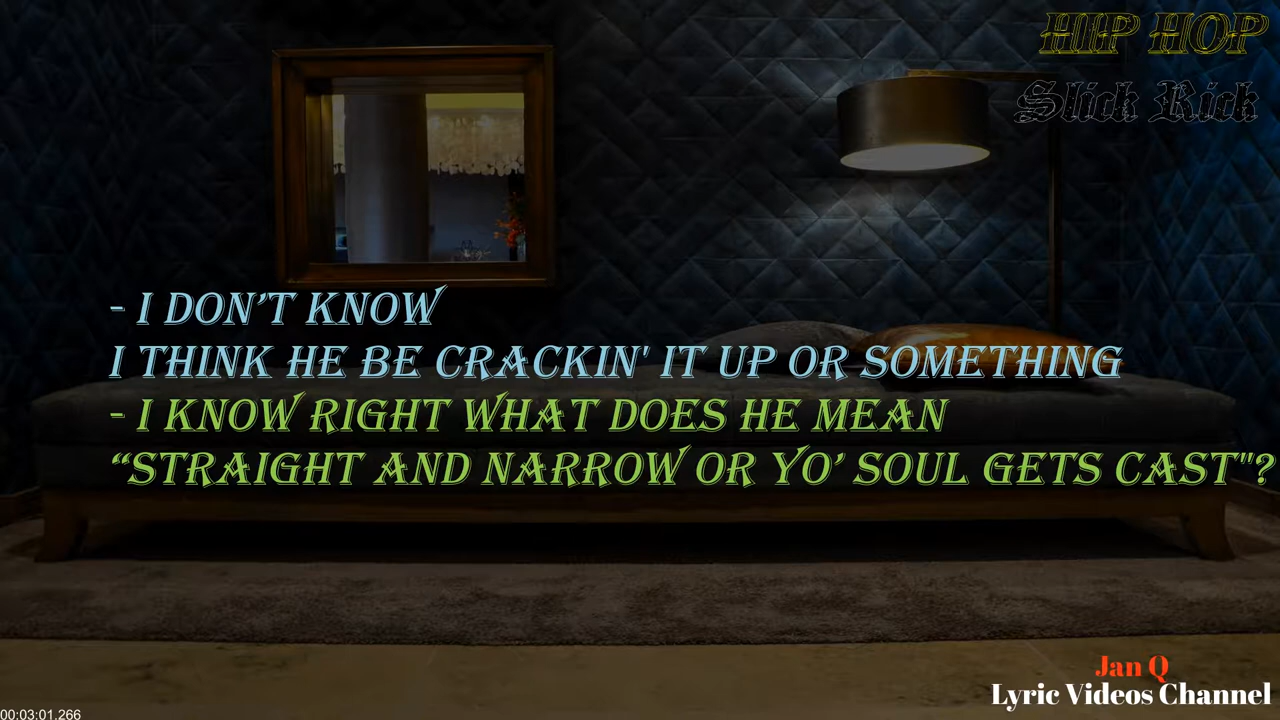 HIP HOP
Slick Rick
- I DON’T KNOW
I THINK HE BE CRACKIN' IT UP OR SOMETHING
- I KNOW RIGHT WHAT DOES HE MEAN
“STRAIGHT AND NARROW OR YO’ SOUL GETS CAST"?
Jan Q
Lyric Videos Channel
00:03:01.266